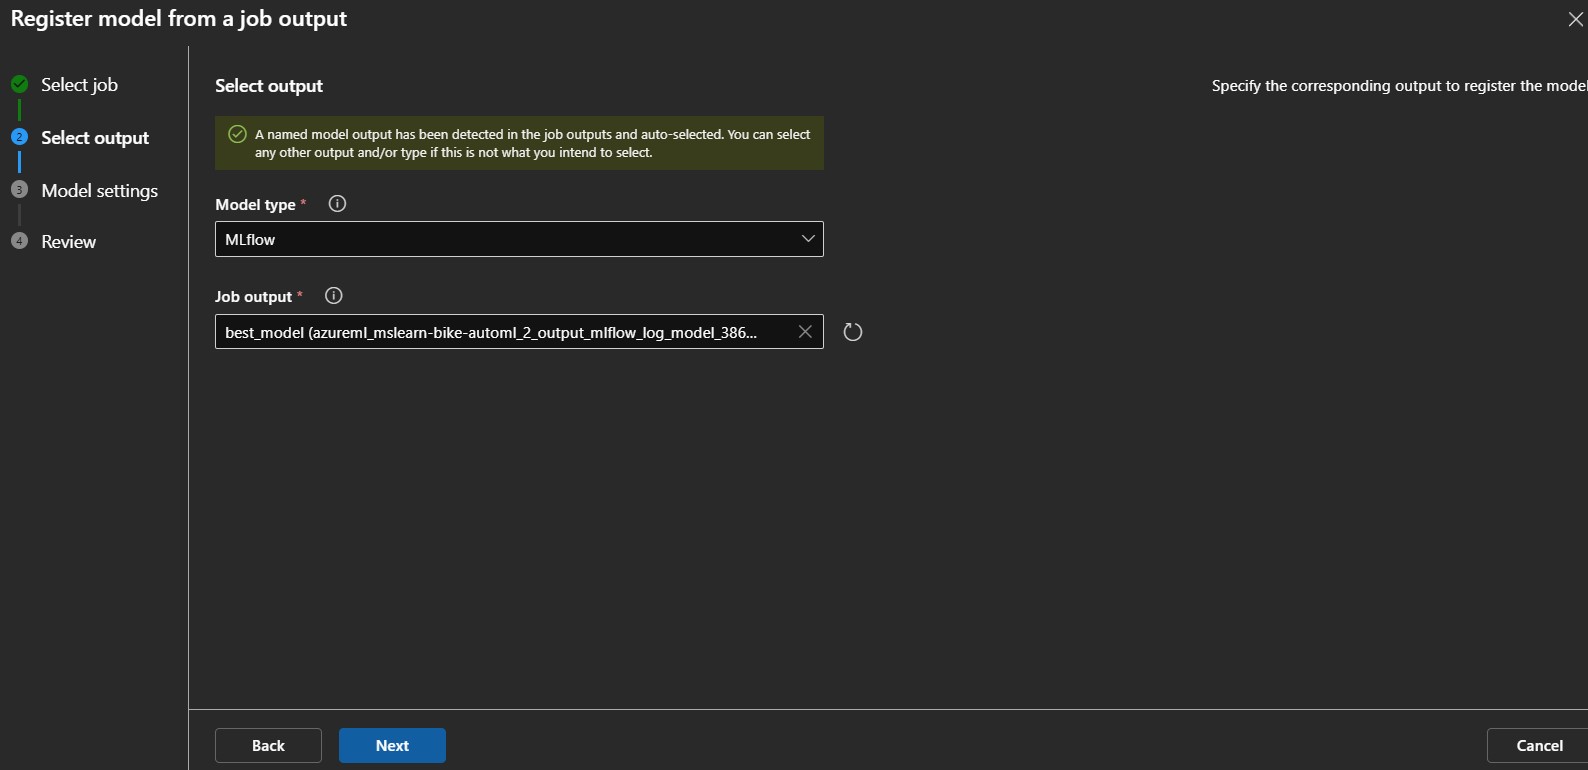 Register model from a job output
Select job
2 Select output
3 Model settings
4 Review
Select output
Specify the corresponding output to register the model
A named model output has been detected in the job outputs and auto-selected. You can select
any other output and/or type if this is not what you intend to select.
Model type *
MLflow
Job output *
best_model (azureml_mslearn-bike-automl_2_output_mlflow_log_model_386...
Back
Next
Cancel